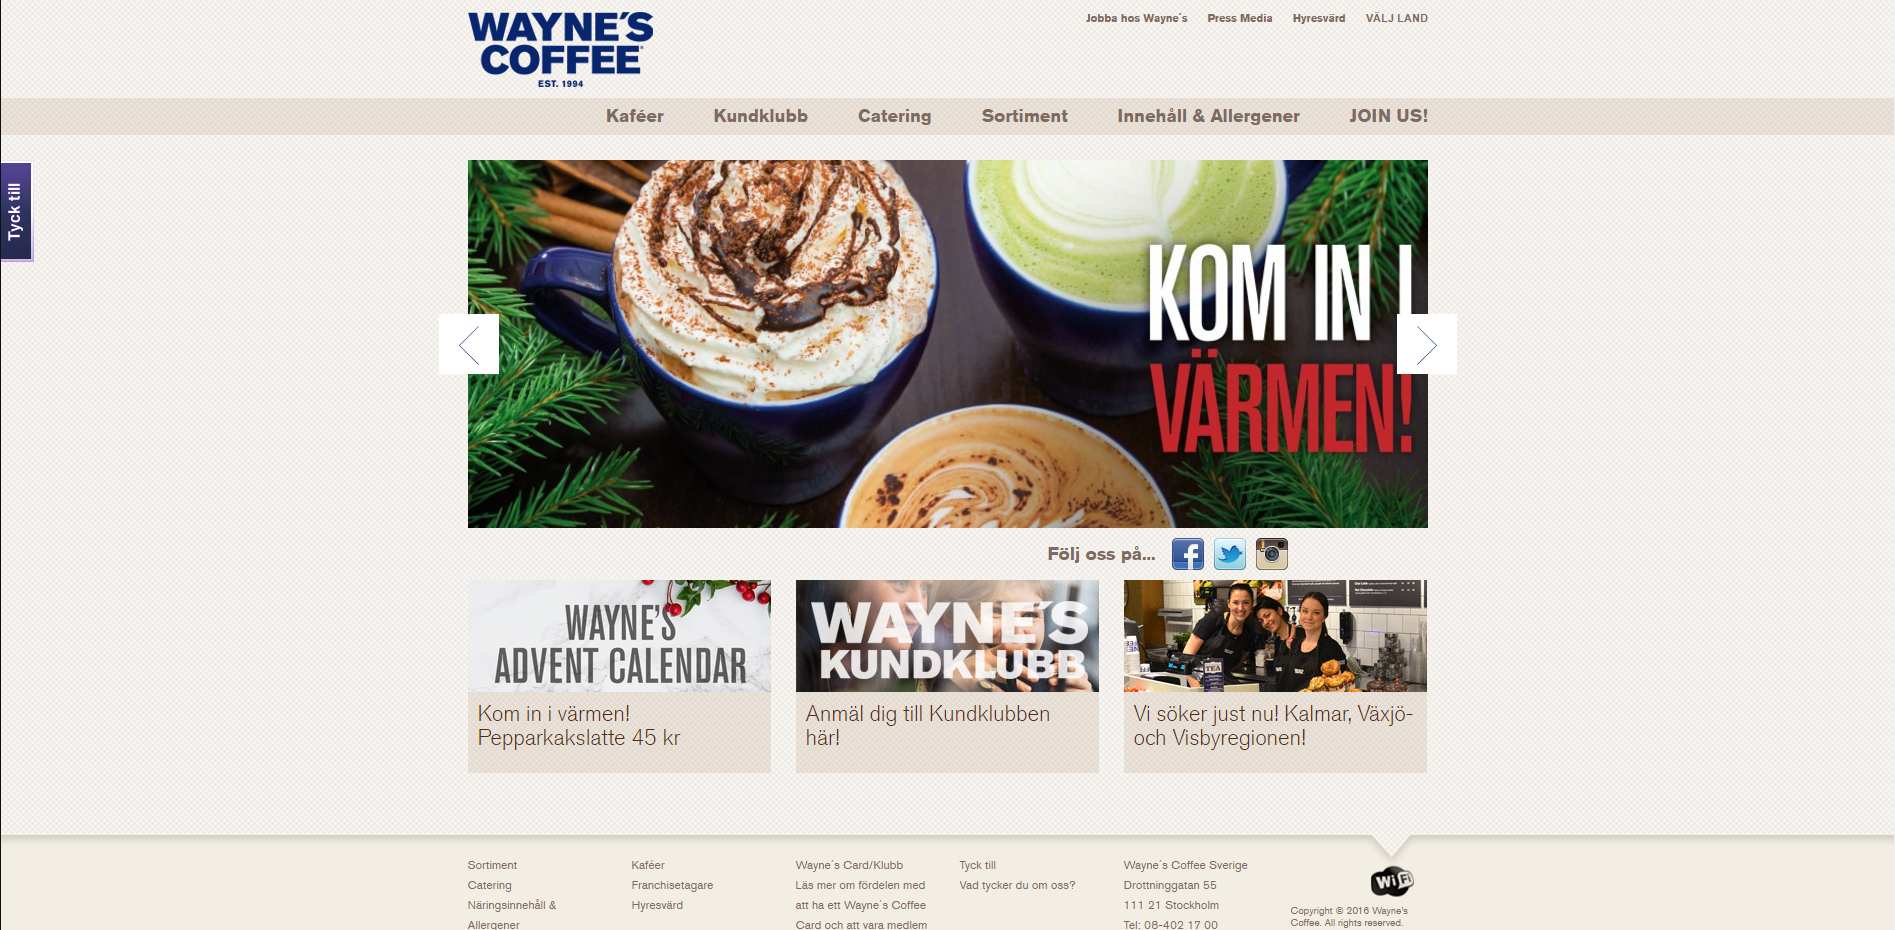 WAYNE'S
COFFEE
EST. 1994
Jobba hos Wayne´s
Press Media
Hyresvärd
VÄLJ LAND
Kaféer
Kundklubb
Catering
Sortiment
Innehåll & Allergener
JOIN US!
Tyck till
KOM IN I
VÄRMEN!
Följ oss på...
WAYNE'S
ADVENT CALENDAR
Kom in i värmen!
Pepparkakslatte 45 kr
WAYNE´S
KUNDKLUBB
Anmäl dig till Kundklubben
här!
TEA
Vi söker just nu! Kalmar, Växjö-
och Visbyregionen!
Sortiment
Catering
Näringsinnehåll &
Allergener
Kaféer
Franchisetagare
Hyresvärd
Wayne´s Card/Klubb
Läs mer om fördelen med
att ha ett Wayne´s Coffee
Card och att vara medlem
Tyck till
Vad tycker du om oss?
Wayne´s Coffee Sverige
Drottninggatan 55
111 21 Stockholm
Tel: 08-402 17 00
WiFi
Copyright © 2016 Wayne's
Coffee. All rights reserved.